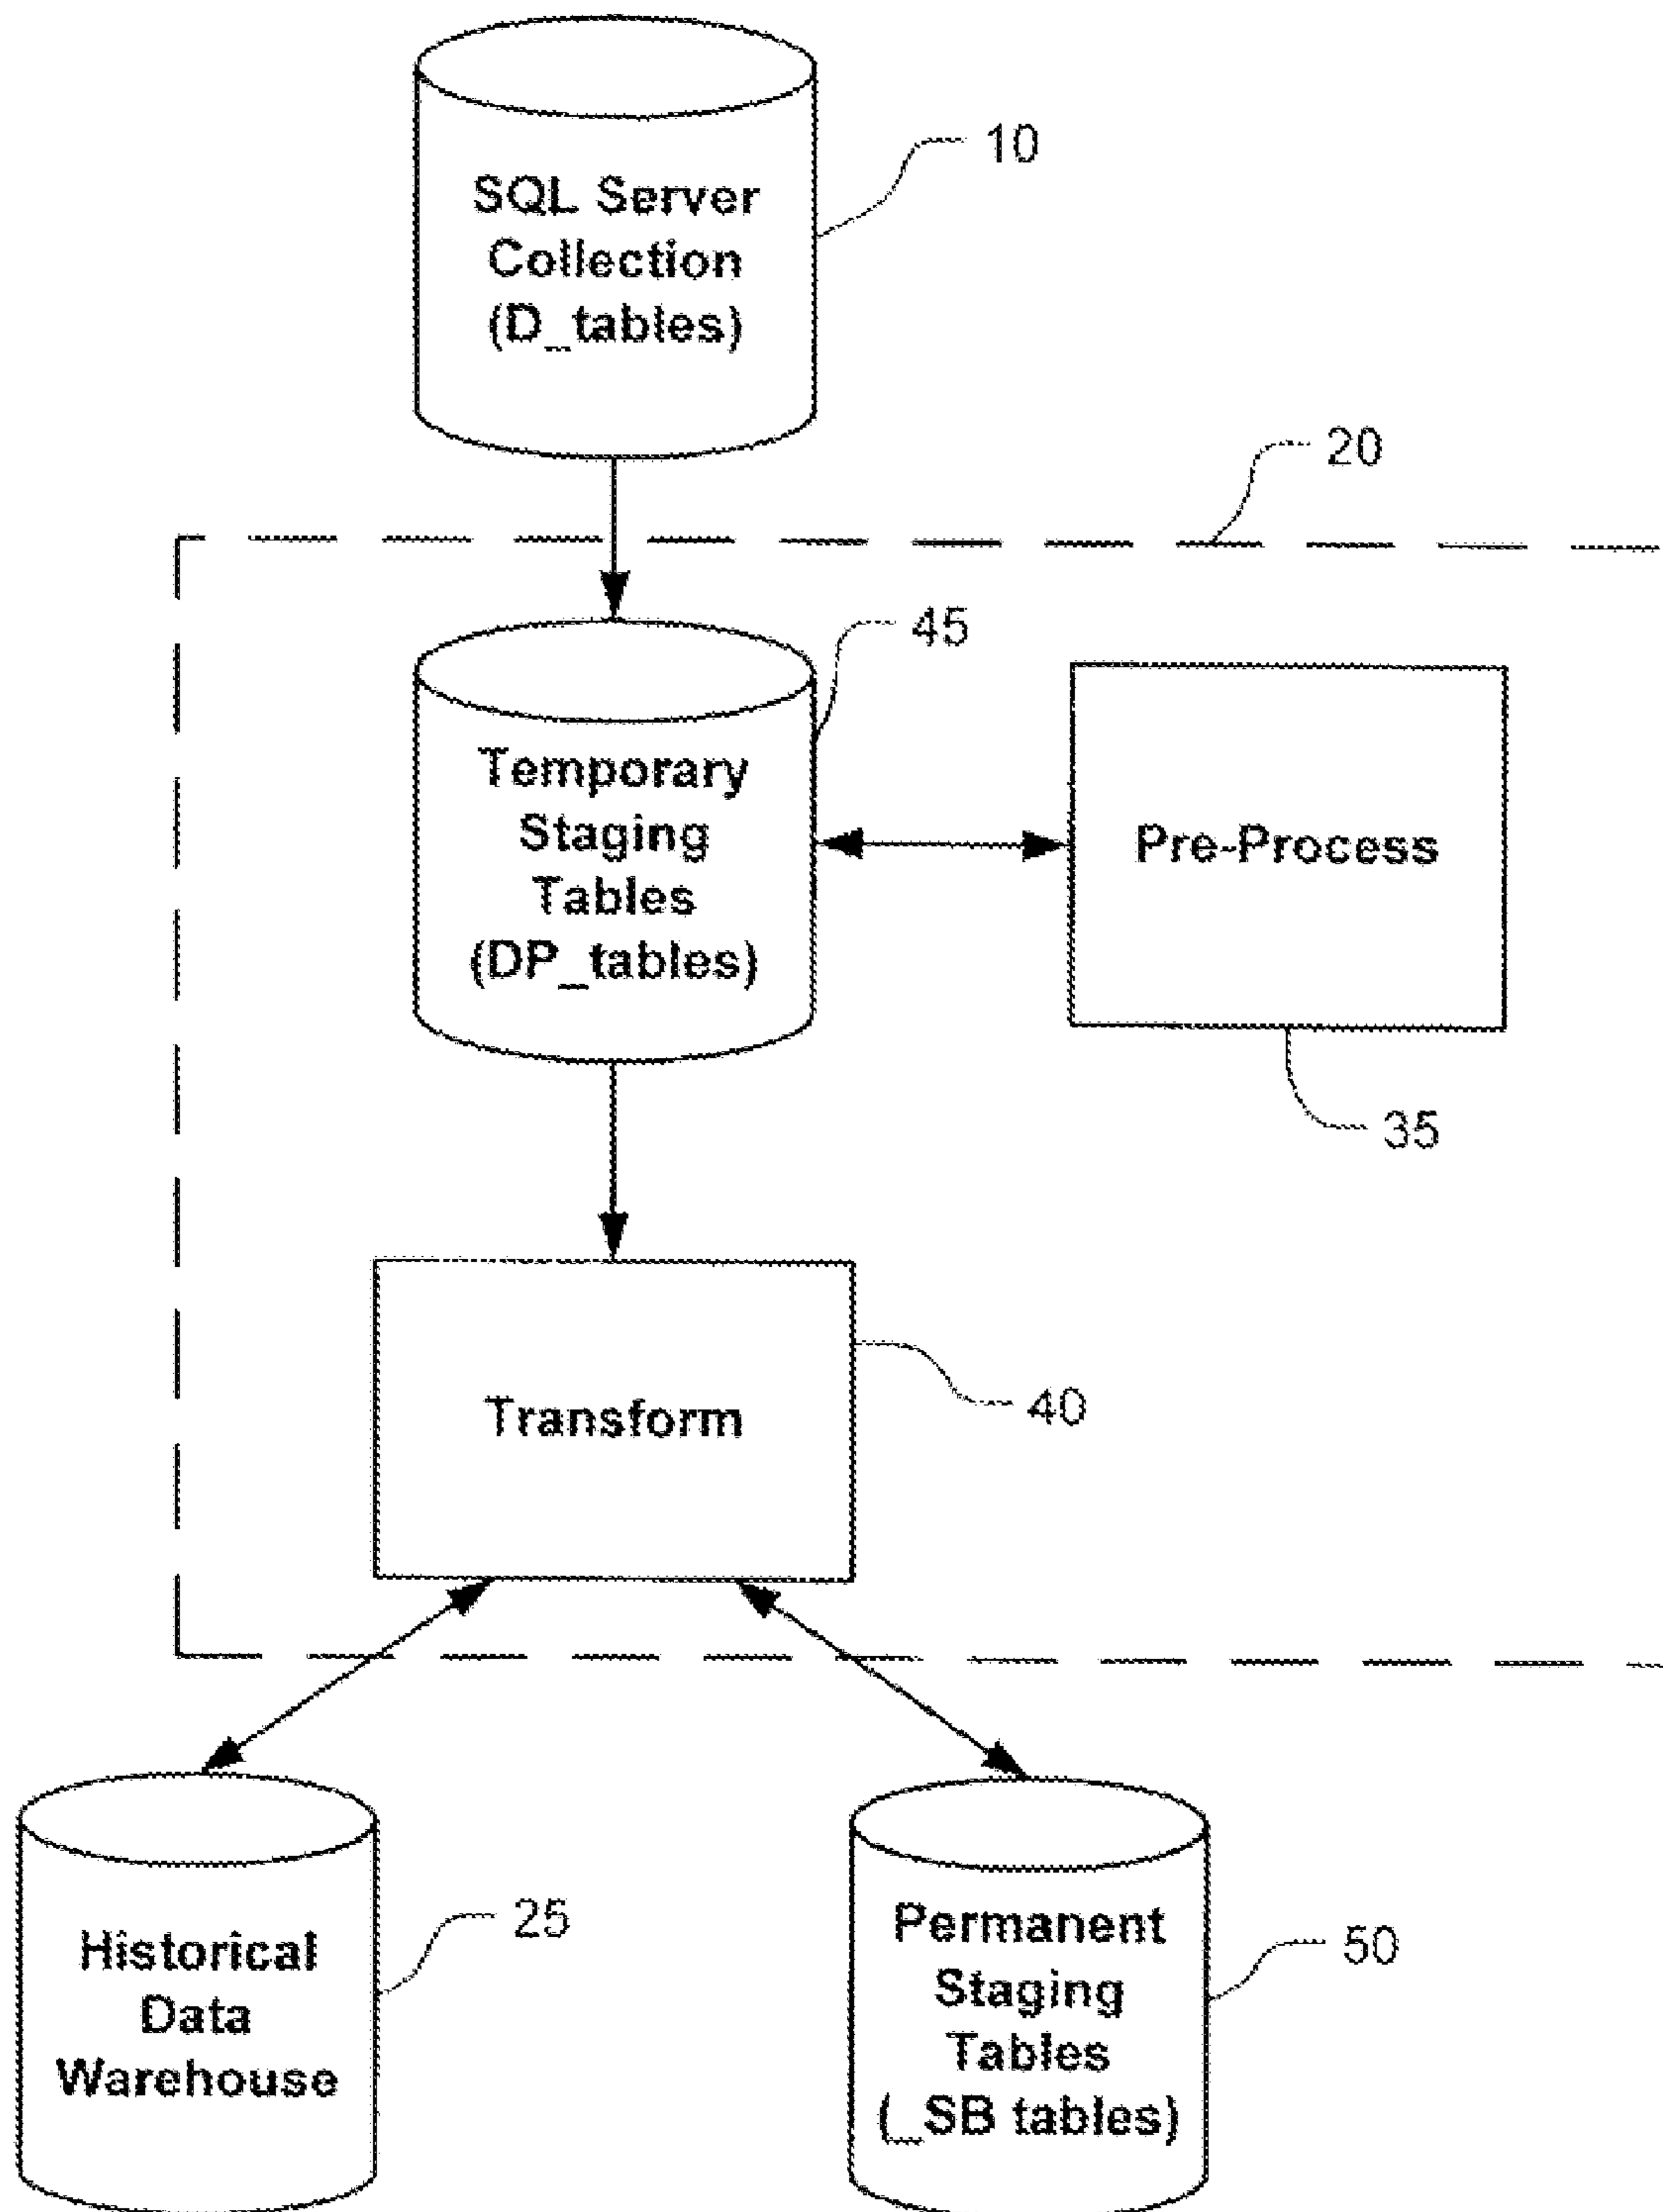 SQL Server
Collection
(D_tables)
10
20
45
Temporary
Staging
Tables
(DP_tables)
Pre-Process
35
Transform
40
Historical
Data
Warehouse
25
Permanent
Staging
Tables
(_SB tables)
50